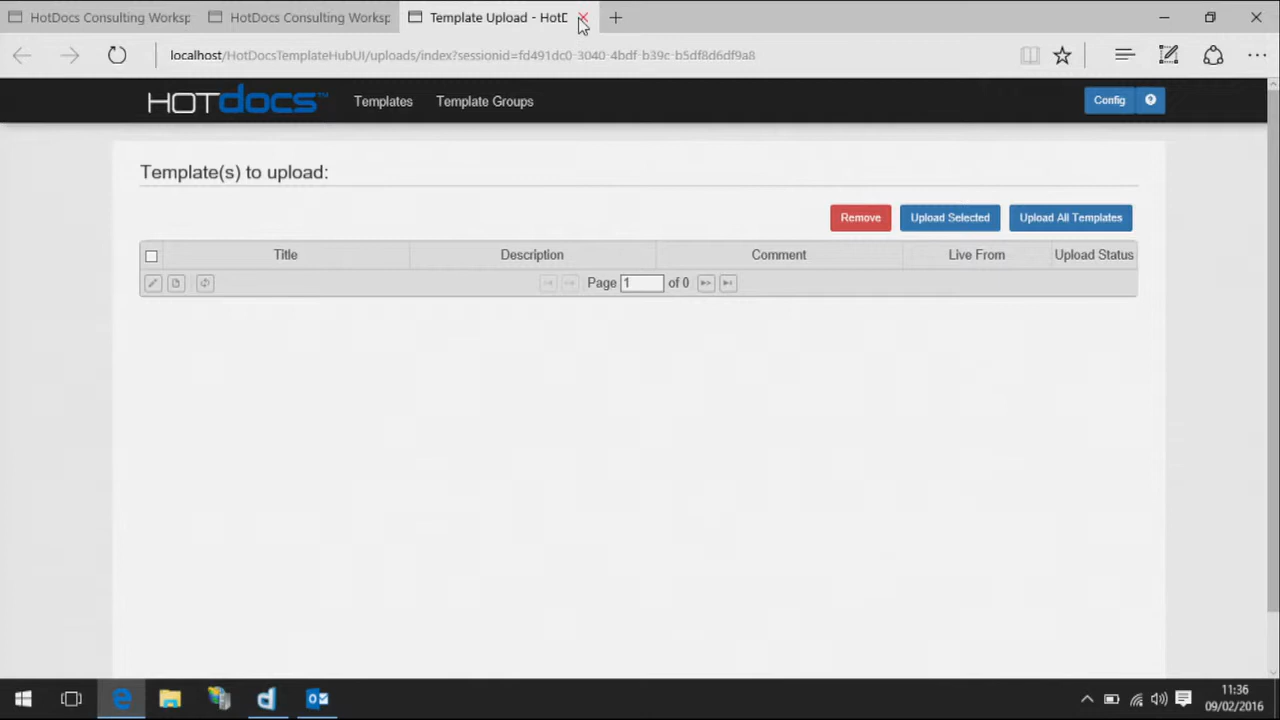 HotDocs Consulting Worksp
HotDocs Consulting Worksp
Template Upload - HotD
localhost/HotDocsTemplateHubUI/uploads/index?sessionid=fd491dc0-3040-4bdf-b39c-b5df8d6df9a8
HOTdocs™
Templates
Template Groups
Config
?
Template(s) to upload:
Remove
Upload Selected
Upload All Templates
Title
Description
Comment
Live From
Upload Status
Page 1 of 0
11:36
09/02/2016